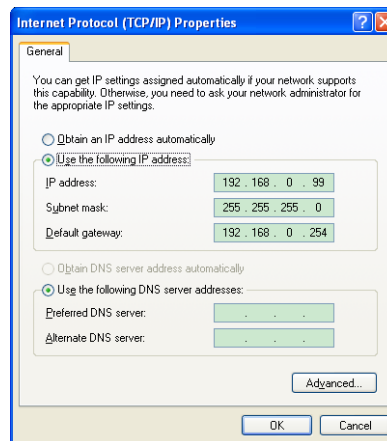 Internet Protocol (TCP/IP) Properties
General
You can get IP settings assigned automatically if your network supports
this capability. Otherwise, you need to ask your network administrator for
the appropriate IP settings.
Obtain an IP address automatically
Use the following IP address:
IP address: 192 . 168 . 0 . 99
Subnet mask: 255 . 255 . 255 . 0
Default gateway: 192 . 168 . 0 . 254
Obtain DNS server address automatically
Use the following DNS server addresses:
Preferred DNS server: . . .
Alternate DNS server: . . .
Advanced...
OK Cancel